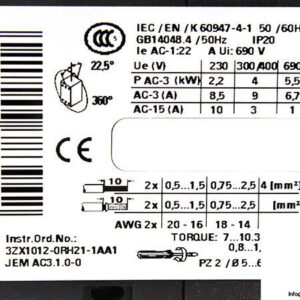 CCC
IEC / EN / K 60947-4-1 50 / 60H
GB14048.4 / 50Hz IP20
Ie AC-1:22 A Ui: 690 V
22,5°
360°
Ue (V) 230 300/400 690
P AC-3 (kW) 2,2 4 5,5
AC-3 (A) 8,5 9 6,7
AC-15 (A) 10 3 1
CE
10 2x 0,5...1,5 0,75...2,5 4 [mm²
10 2x 0,5...1,5 0,75...2,5 [mm²]
AWG 2x 20 - 16 18 - 14
Instr.Ord.No.:
3ZX1012-0RH21-1AA1
JEM AC3.1.0-0
TORQUE: 7...10.3
0,8...1,
PZ 2 / Ø 5...6